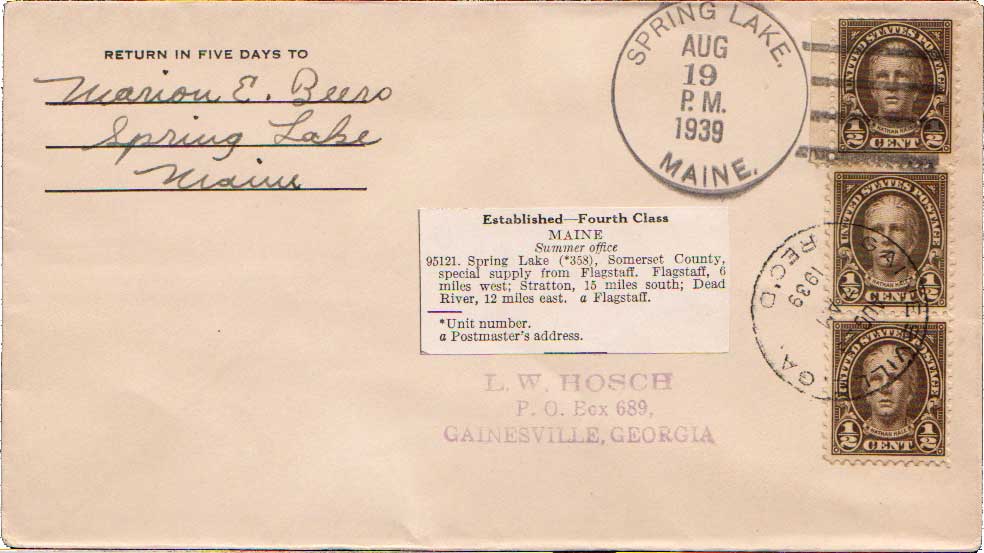 RETURN IN FIVE DAYS TO
Marion E. Beers
Spring Lake
Maine
SPRING LAKE,
AUG
19
P.M.
1939
MAINE.
UNITED STATES POSTAGE
NATHAN HALE
1/2 1/2
CENT
UNITED STATES POSTAGE
NATHAN HALE
1/2 1/2
CENT
UNITED STATES POSTAGE
NATHAN HALE
1/2 1/2
CENT
GA.
AUG
1939
REC'D
Established—Fourth Class
MAINE
Summer office
95121. Spring Lake (*358), Somerset County,
special supply from Flagstaff. Flagstaff, 6
miles west; Stratton, 15 miles south; Dead
River, 12 miles east. a Flagstaff.
*Unit number.
a Postmaster's address.
L. W. HOSCH
P. O. Box 689,
GAINESVILLE, GEORGIA